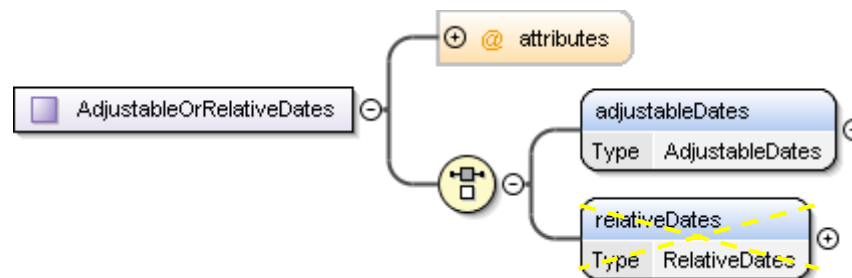 @ attributes
AdjustableOrRelativeDates
adjustableDates
Type AdjustableDates
relativeDates
Type RelativeDates